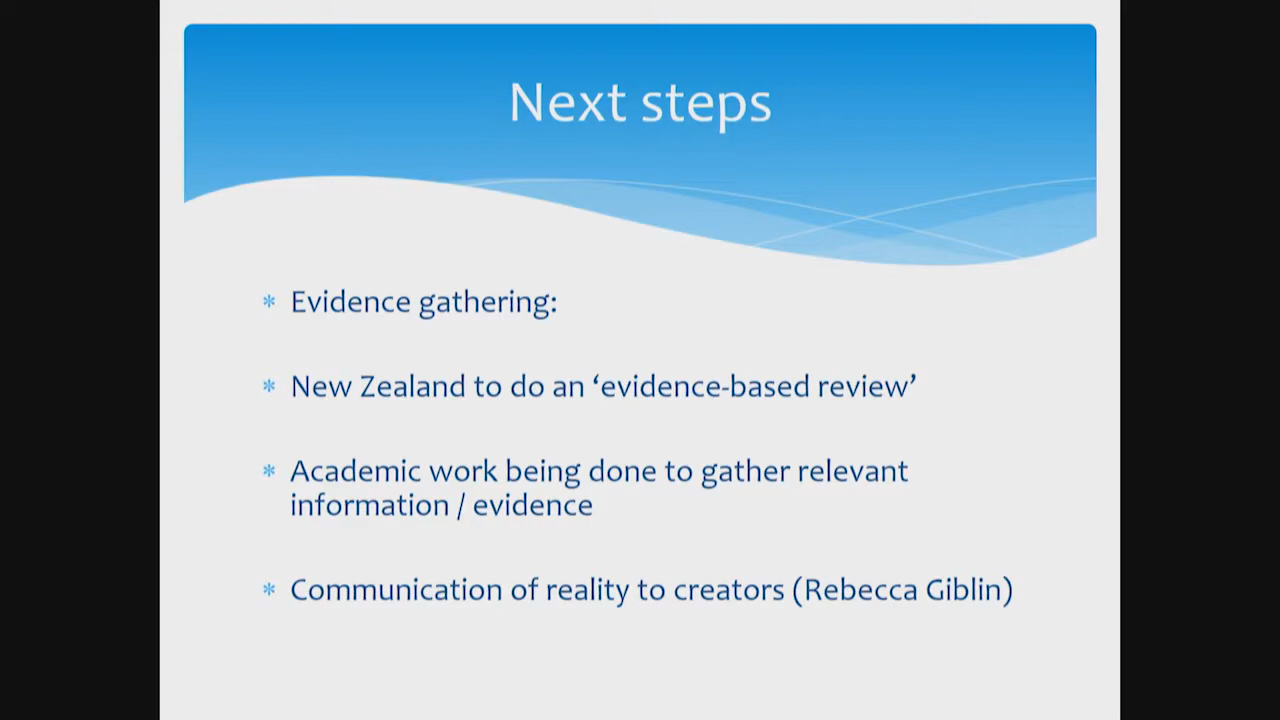 Next steps
* Evidence gathering:
* New Zealand to do an ‘evidence-based review’
* Academic work being done to gather relevant
information / evidence
* Communication of reality to creators (Rebecca Giblin)